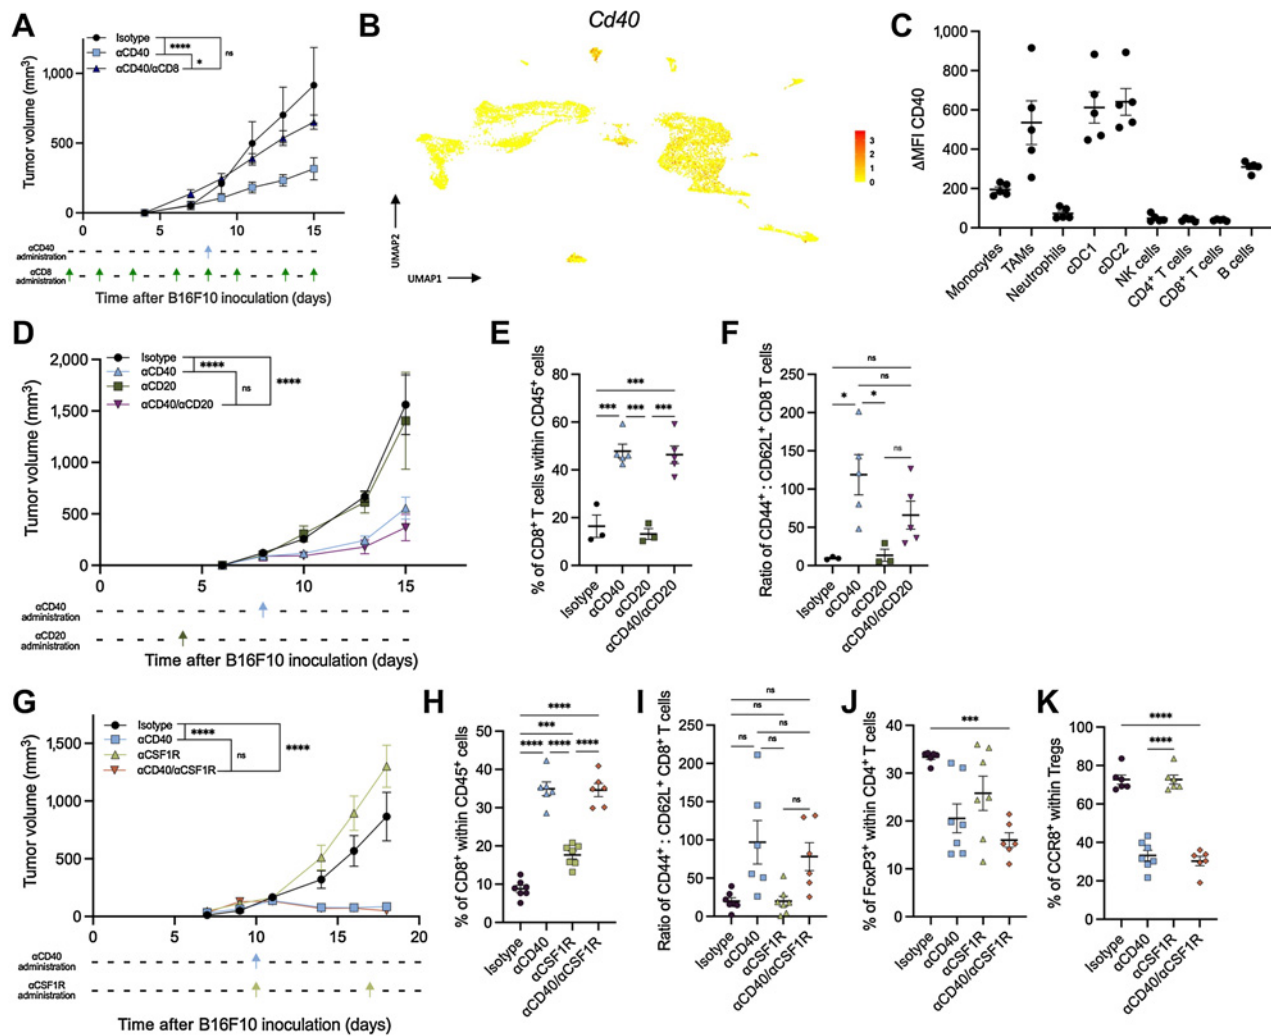 A
Isotype
αCD40
αCD40/αCD8
****
*
ns
Tumor volume (mm³)
1,000
500
0
0
5
10
15
αCD40
administration
αCD8
administration
Time after B16F10 inoculation (days)
B
Cd40
UMAP2
UMAP1
3
2
1
0
C
ΔMFI CD40
1,000
800
600
400
200
0
Monocytes
TAMs
Neutrophils
cDC1
cDC2
NK cells
CD4⁺ T cells
CD8⁺ T cells
B cells
D
Isotype
αCD40
αCD20
αCD40/αCD20
****
ns
****
Tumor volume (mm³)
2,000
1,500
1,000
500
0
0
5
10
15
αCD40
administration
αCD20
administration
Time after B16F10 inoculation (days)
E
% of CD8⁺ T cells within CD45⁺ cells
80
60
40
20
0
***
*** *** ***
Isotype
αCD40
αCD20
αCD40/αCD20
F
Ratio of CD44⁺ : CD62L⁺ CD8 T cells
250
200
150
100
50
0
ns
ns
* *
ns
Isotype
αCD40
αCD20
αCD40/αCD20
G
Isotype
αCD40
αCSF1R
αCD40/αCSF1R
****
ns
****
Tumor volume (mm³)
1,500
1,000
500
0
0
5
10
15
20
αCD40
administration
αCSF1R
administration
Time after B16F10 inoculation (days)
H
% of CD8⁺ within CD45⁺ cells
50
40
30
20
10
0
****
***
**** **** ****
Isotype
αCD40
αCSF1R
αCD40/αCSF1R
I
Ratio of CD44⁺ : CD62L⁺ CD8⁺ T cells
250
200
150
100
50
0
ns
ns
ns
ns ns
ns
Isotype
αCD40
αCSF1R
αCD40/αCSF1R
J
% of FoxP3⁺ within CD4⁺ T cells
40
30
20
10
0
***
Isotype
αCD40
αCSF1R
αCD40/αCSF1R
K
% of CCR8⁺ within Tregs
100
80
60
40
20
0
****
****
Isotype
αCD40
αCSF1R
αCD40/αCSF1R